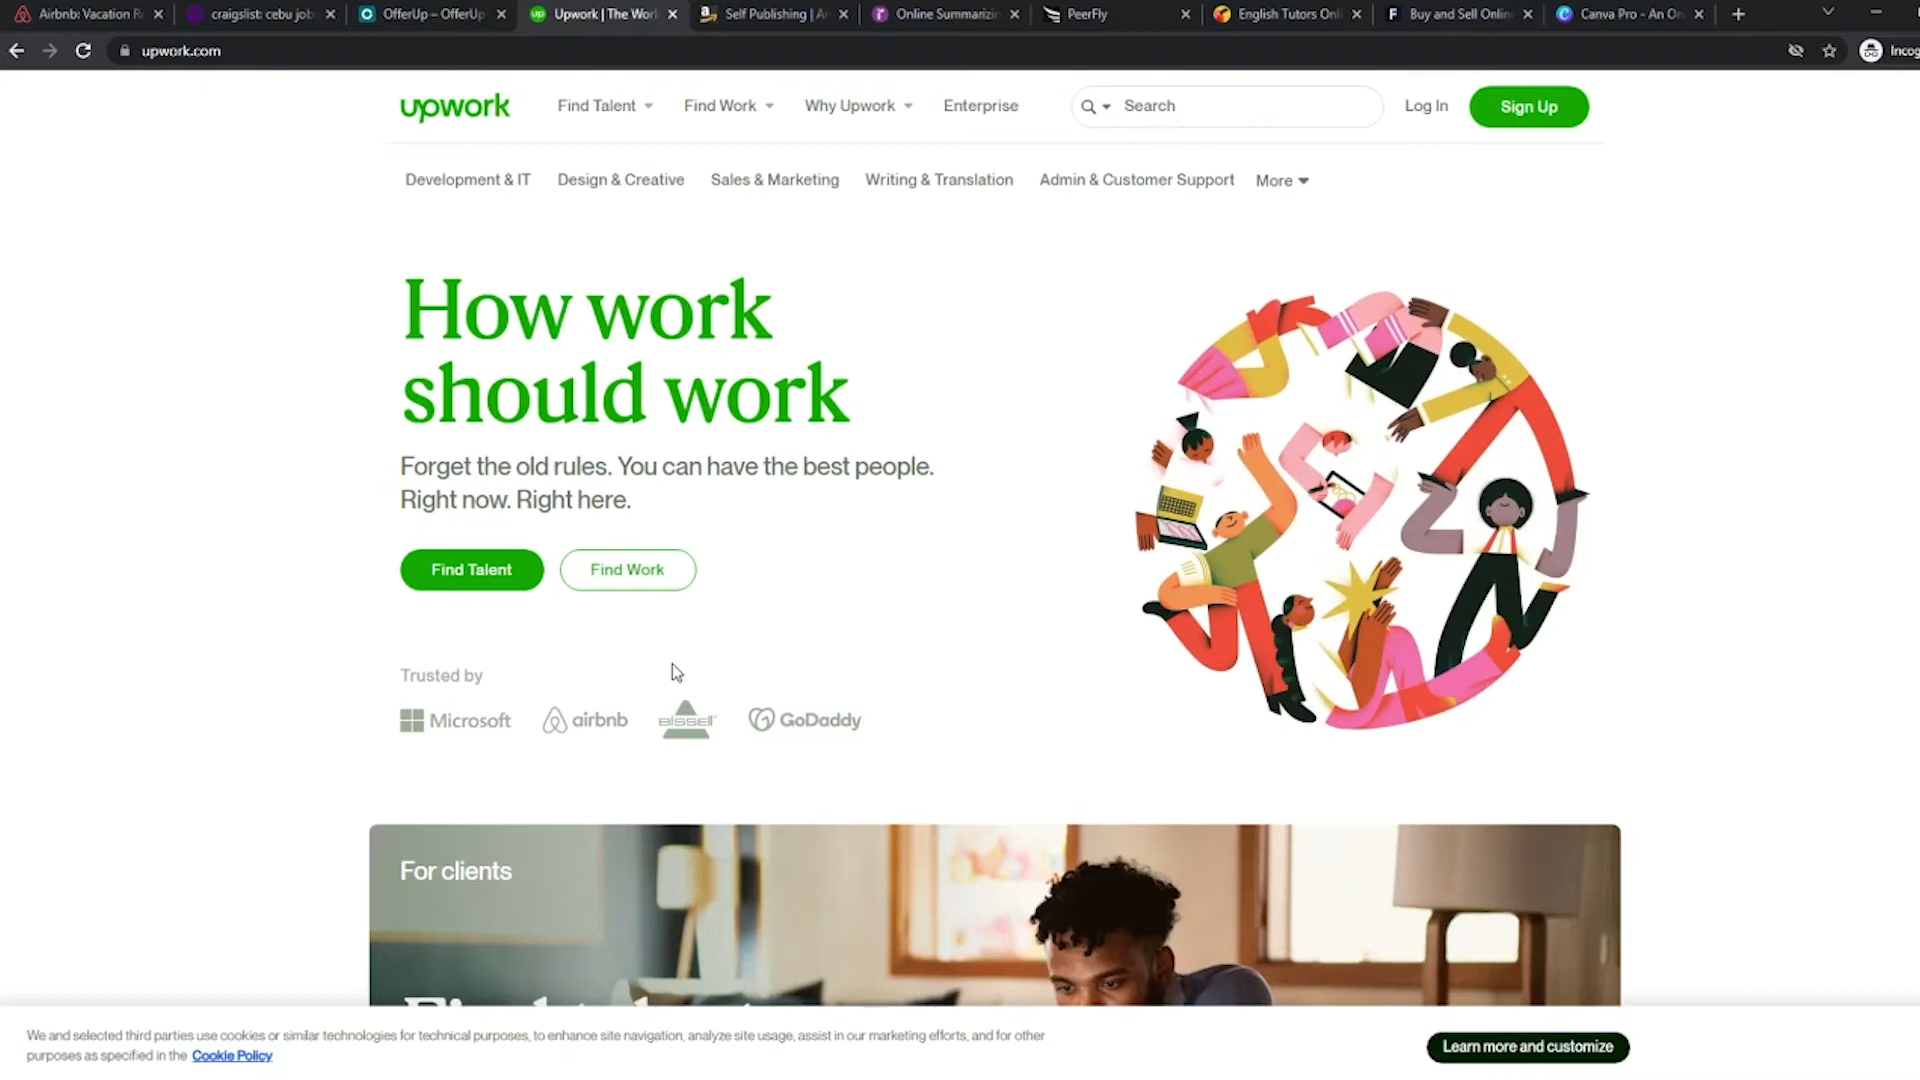 Airbnb: Vacation R
craigslist: cebu job
OfferUp – OfferUp
Upwork | The Work
Self Publishing | A
Online Summarizin
PeerFly
English Tutors Onli
Buy and Sell Onlin
Canva Pro - An On
upwork.com
Incog
upwork
Find Talent
Find Work
Why Upwork
Enterprise
Search
Log In
Sign Up
Development & IT
Design & Creative
Sales & Marketing
Writing & Translation
Admin & Customer Support
More
How work
should work
Forget the old rules. You can have the best people.
Right now. Right here.
Find Talent
Find Work
Trusted by
Microsoft
airbnb
BISSELL
GoDaddy
For clients
We and selected third parties use cookies or similar technologies for technical purposes, to enhance site navigation, analyze site usage, assist in our marketing efforts, and for other
purposes as specified in the Cookie Policy
Learn more and customize